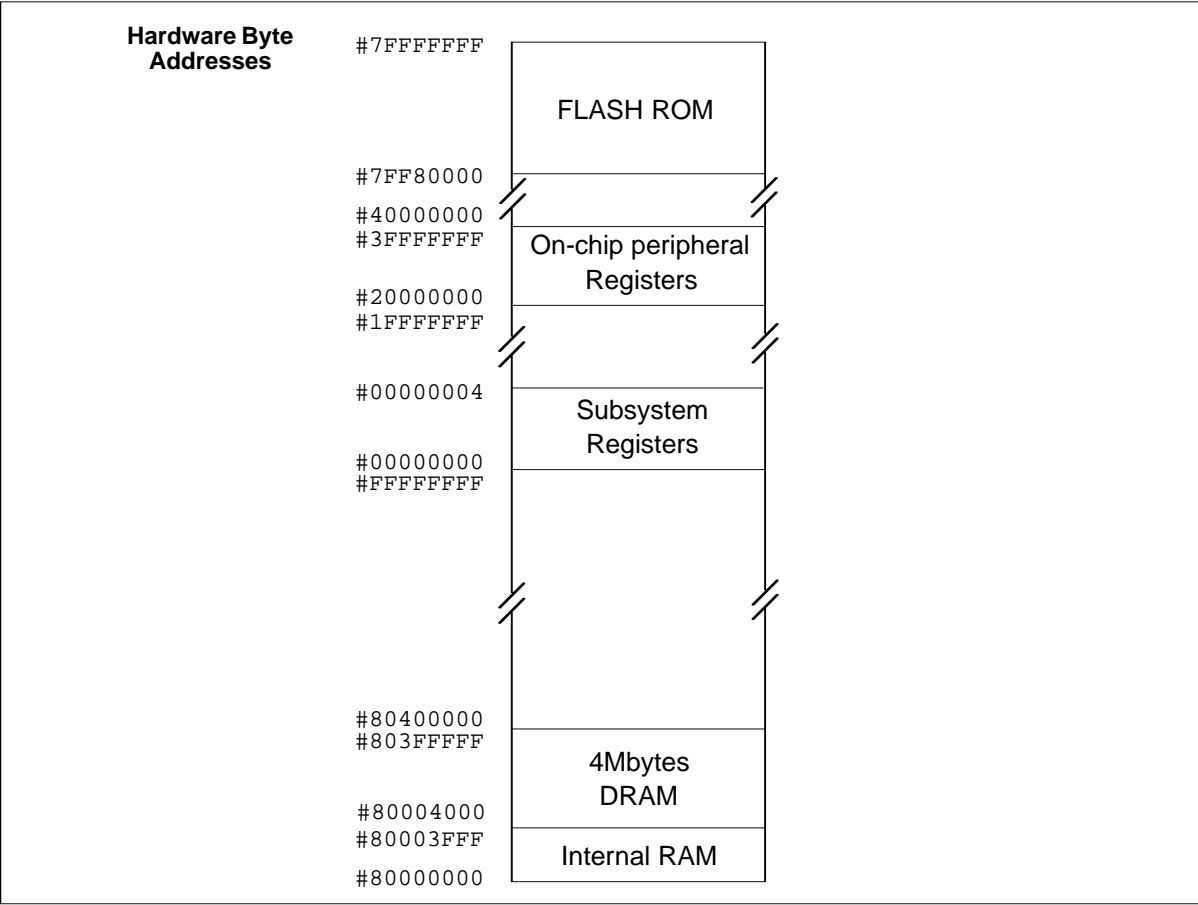 Hardware Byte
Addresses
#7FFFFFFF
FLASH ROM
#7FF80000
#40000000
#3FFFFFFF
On-chip peripheral
Registers
#20000000
#1FFFFFFF
#00000004
Subsystem
Registers
#00000000
#FFFFFFFF
#80400000
#803FFFFF
4Mbytes
DRAM
#80004000
#80003FFF
Internal RAM
#80000000